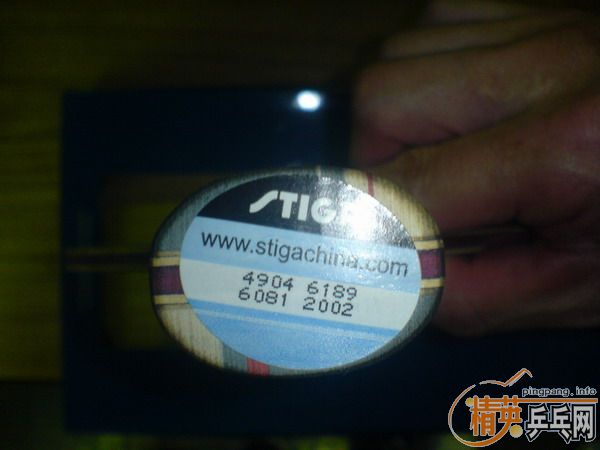 STIGA
www.stigachina.com
4904 6189
6081 2002
pingpang.info
精英乒乓网